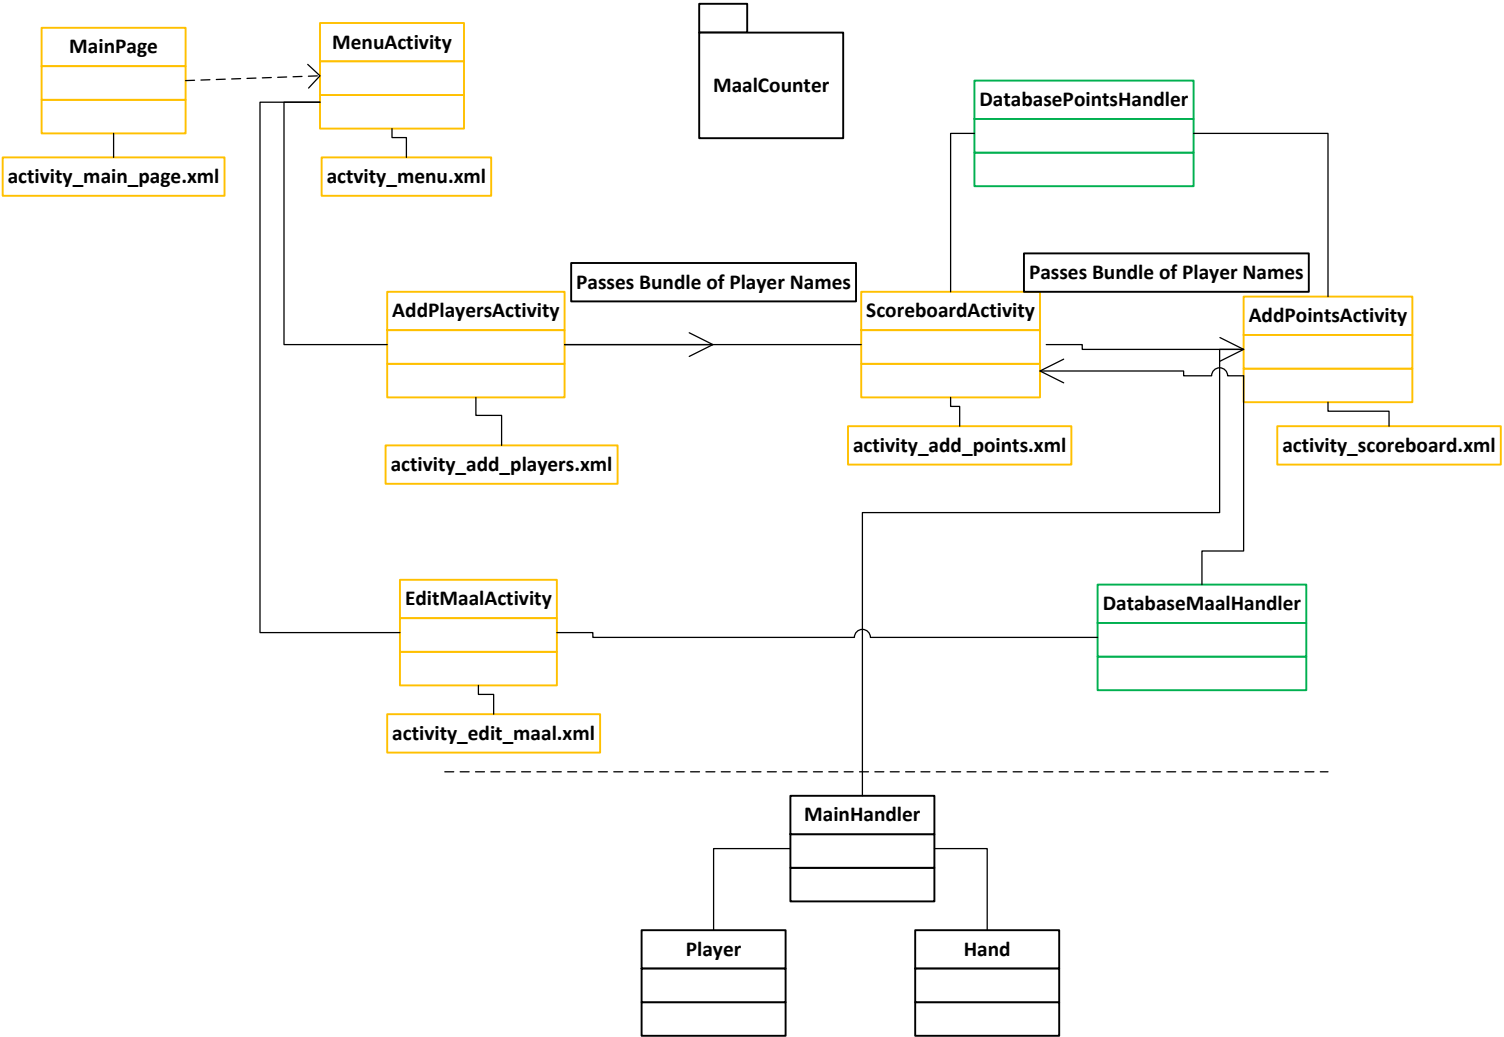 MainPage
MenuActivity
MaalCounter
DatabasePointsHandler
activity_main_page.xml
actvity_menu.xml
Passes Bundle of Player Names
Passes Bundle of Player Names
AddPlayersActivity
ScoreboardActivity
AddPointsActivity
activity_add_players.xml
activity_add_points.xml
activity_scoreboard.xml
EditMaalActivity
DatabaseMaalHandler
activity_edit_maal.xml
MainHandler
Player
Hand